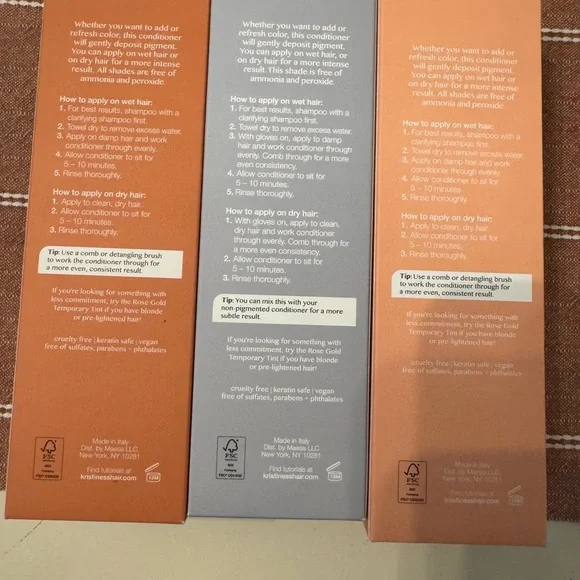 Whether you want to add or
refresh color, this conditioner
will gently deposit pigment.
You can apply on wet hair or
on dry hair for a more intense
result. All shades are free of
ammonia and peroxide.
How to apply on wet hair:
1. For best results, shampoo with a
clarifying shampoo first.
2. Towel dry to remove excess water.
3. Apply on damp hair and work
conditioner through evenly.
4. Allow conditioner to sit for
5 – 10 minutes.
5. Rinse thoroughly.
How to apply on dry hair:
1. Apply to clean, dry hair.
2. Allow conditioner to sit for
5 – 10 minutes.
3. Rinse thoroughly.
Tip: Use a comb or detangling brush
to work the conditioner through for
a more even, consistent result.
If you're looking for something with
less commitment, try the Rose Gold
Temporary Tint if you have blonde
or pre-lightened hair!
cruelty free | keratin safe | vegan
free of sulfates, parabens + phthalates
FSC
MIX
Made in Italy
Dist. by Maesa LLC.
New York, NY 10281
Find tutorials at
kristinesshair.com
12M
Whether you want to add or
refresh color, this conditioner
will gently deposit pigment.
You can apply on wet hair or
on dry hair for a more intense
result. This shade is free of
ammonia and peroxide.
How to apply on wet hair:
1. For best results, shampoo with a
clarifying shampoo first.
2. Towel dry to remove excess water.
3. With gloves on, apply to damp
hair and work conditioner through
evenly. Comb through for a more
even consistency.
4. Allow conditioner to sit for
5 – 10 minutes.
5. Rinse thoroughly.
How to apply on dry hair:
1. With gloves on, apply to clean,
dry hair and work conditioner
through evenly. Comb through for
a more even consistency.
2. Allow conditioner to sit for
5 – 10 minutes.
3. Rinse thoroughly.
Tip: You can mix this with your
non-pigmented conditioner for a more
subtle result.
If you're looking for something with
less commitment, try the Rose Gold
Temporary Tint if you have blonde
or pre-lightened hair!
cruelty free | keratin safe | vegan
free of sulfates, parabens + phthalates
FSC
MIX
Made in Italy
Dist. by Maesa LLC.
New York, NY 10281
Find tutorials at
kristinesshair.com
12M
Whether you want to add or
refresh color, this conditioner
will gently deposit pigment.
You can apply on wet hair or
on dry hair for a more intense
result. All shades are free of
ammonia and peroxide.
How to apply on wet hair:
1. For best results, shampoo with a
clarifying shampoo first.
2. Towel dry to remove excess water.
3. Apply on damp hair and work
conditioner through evenly.
4. Allow conditioner to sit for
5 – 10 minutes.
5. Rinse thoroughly.
How to apply on dry hair:
1. Apply to clean, dry hair.
2. Allow conditioner to sit for
5 – 10 minutes.
3. Rinse thoroughly.
Tip: Use a comb or detangling brush
to work the conditioner through for
a more even, consistent result.
If you're looking for something with
less commitment, try the Rose Gold
Temporary Tint if you have blonde
or pre-lightened hair!
cruelty free | keratin safe | vegan
free of sulfates, parabens + phthalates
FSC
MIX
Made in Italy
Dist. by Maesa LLC.
New York, NY 10281
Find tutorials at
kristinesshair.com
12M